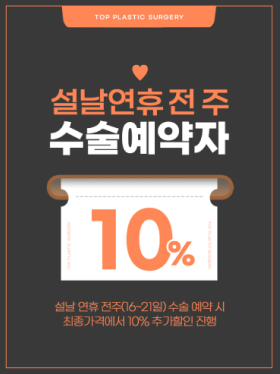 TOP PLASTIC SURGERY
설날연휴 전 주
수술예약자
10%
설날 연휴 전주(16~21일) 수술 예약 시
최종가격에서 10% 추가할인 진행